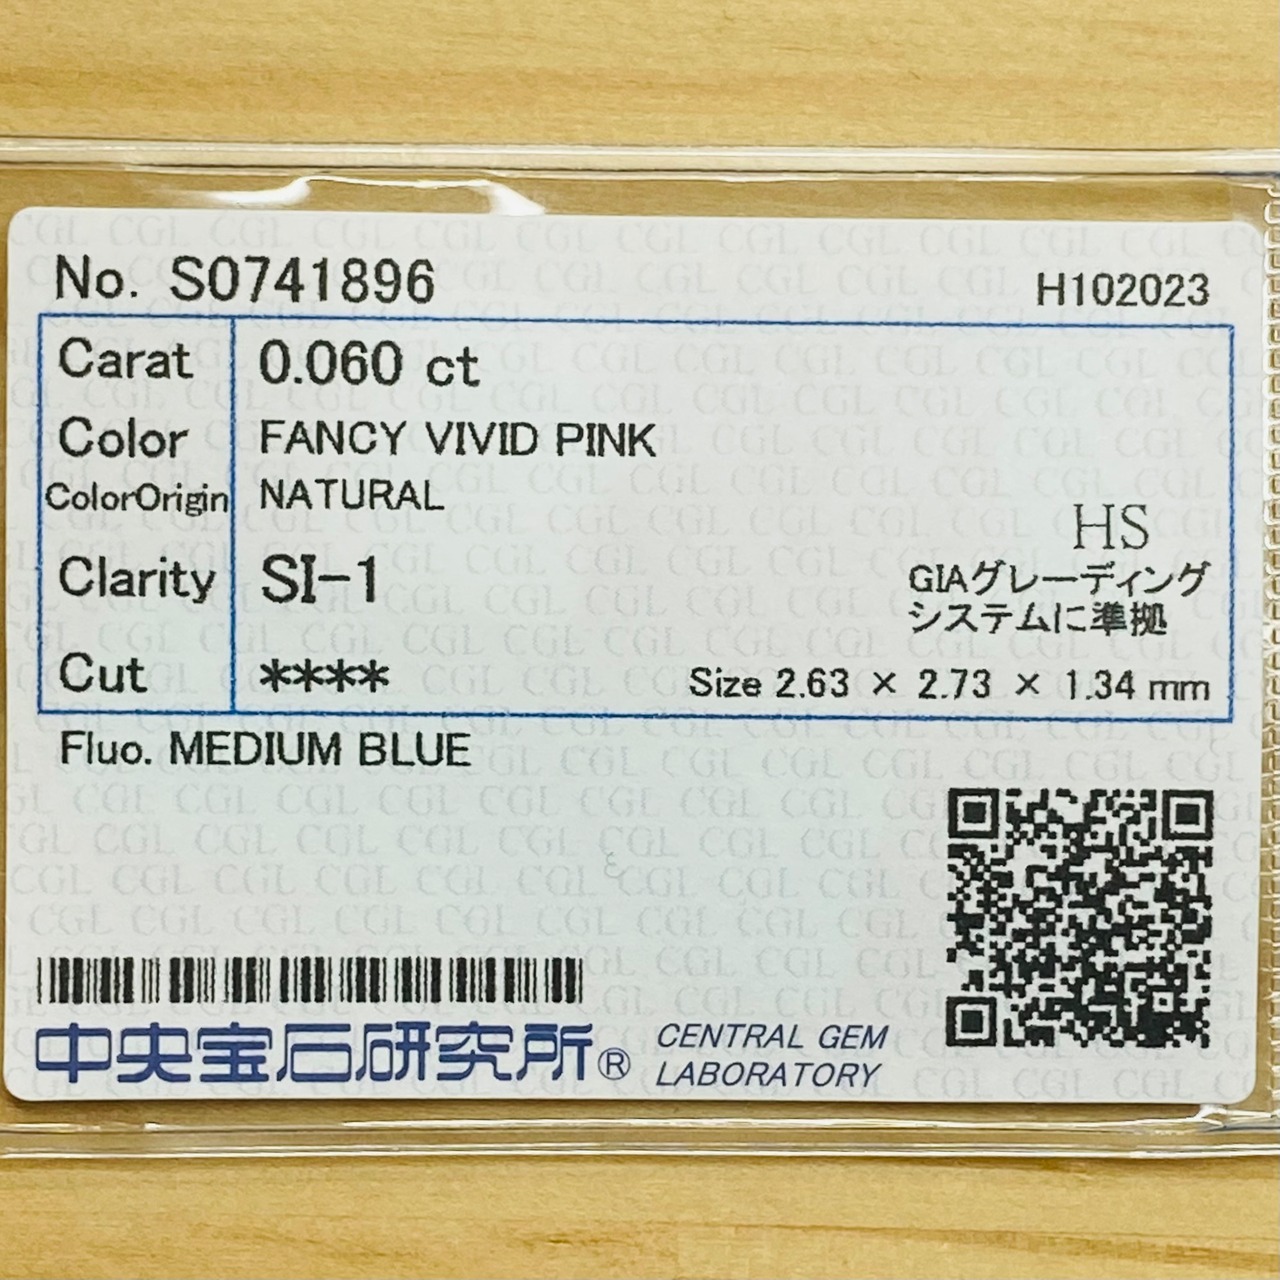 No. S0741896
H102023
Carat 0.060 ct
Color FANCY VIVID PINK
ColorOrigin NATURAL
Clarity SI-1
HS
GIAグレーディング
システムに準拠
Cut ****
Size 2.63 × 2.73 × 1.34 mm
Fluo. MEDIUM BLUE
中央宝石研究所®
CENTRAL GEM
LABORATORY